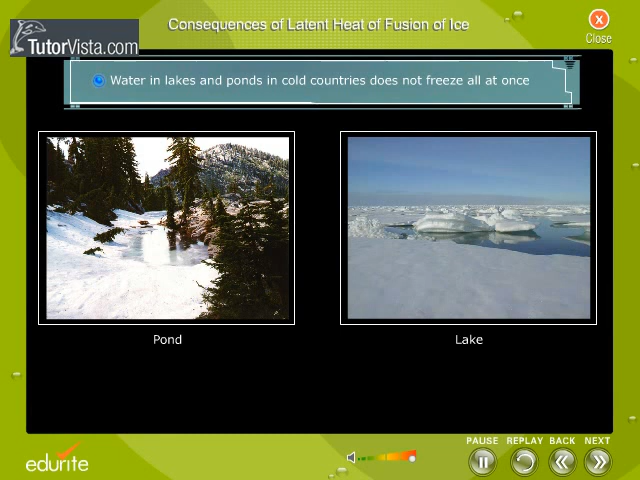 Consequences of Latent Heat of Fusion of Ice
X
Close
TutorVista.com
Water in lakes and ponds in cold countries does not freeze all at once
Pond
Lake
PAUSE REPLAY BACK NEXT
edurite